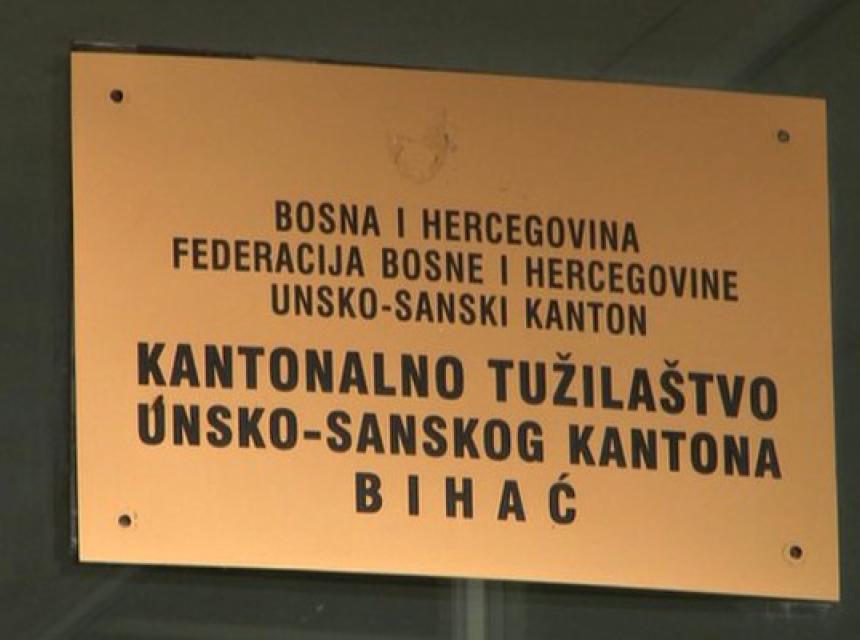 BOSNA I HERCEGOVINA
FEDERACIJA BOSNE I HERCEGOVINE
UNSKO-SANSKI KANTON
KANTONALNO TUŽILAŠTVO
UNSKO-SANSKOG KANTONA
BIHAĆ